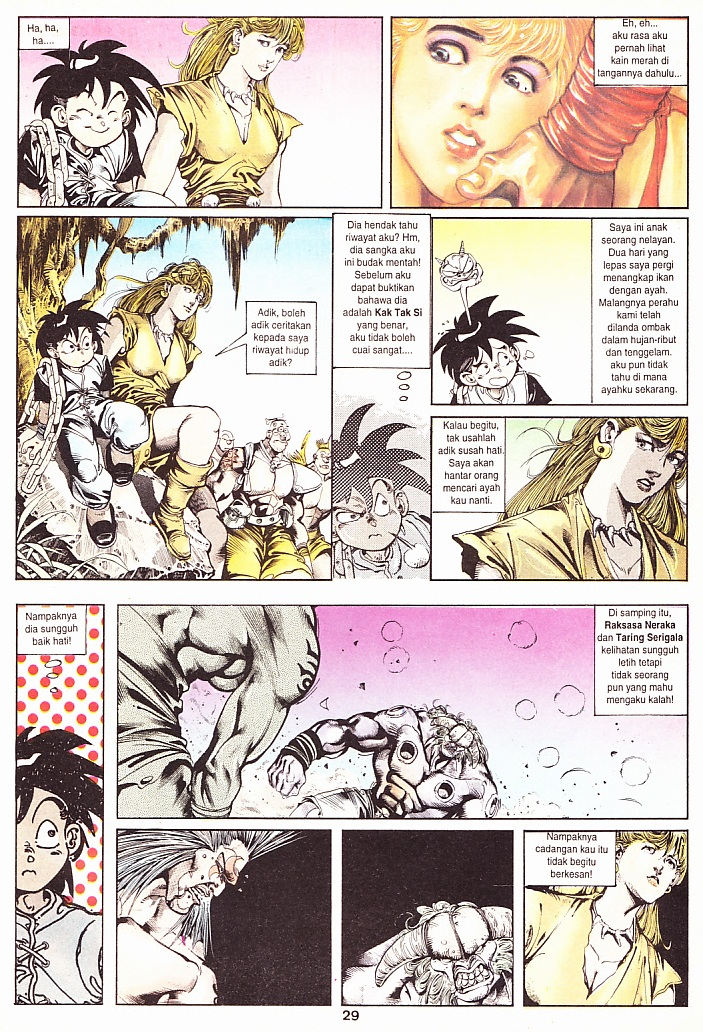 Ha, ha,
ha....
Eh, eh...
aku rasa aku
pernah lihat
kain merah di
tangannya dahulu...
Adik, boleh
adik ceritakan
kepada saya
riwayat hidup
adik?
Dia hendak tahu
riwayat aku? Hm,
dia sangka aku
ini budak mentah!
Sebelum aku
dapat buktikan
bahawa dia
adalah Kak Tak Si
yang benar,
aku tidak boleh
cuai sangat....
Saya ini anak
seorang nelayan.
Dua hari yang
lepas saya pergi
menangkap ikan
dengan ayah.
Malangnya perahu
kami telah
dilanda ombak
dalam hujan-ribut
dan tenggelam.
aku pun tidak
tahu di mana
ayahku sekarang.
Kalau begitu,
tak usahlah
adik susah hati.
Saya akan
hantar orang
mencari ayah
kau nanti.
Nampaknya
dia sungguh
baik hati!
Di samping itu,
Raksasa Neraka
dan Taring Serigala
kelihatan sungguh
letih tetapi
tidak seorang
pun yang mahu
mengaku kalah!
Nampaknya
cadangan kau itu
tidak begitu
berkesan!
29